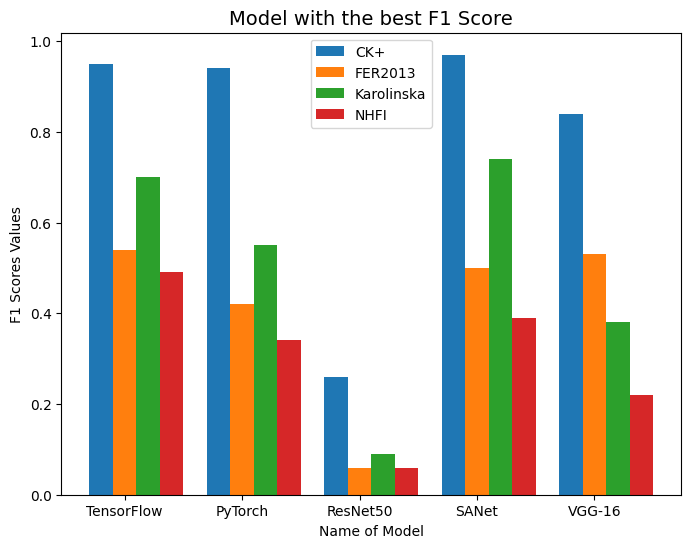 Model with the best F1 Score
CK+
FER2013
Karolinska
NHFI
F1 Scores Values
1.0
0.8
0.6
0.4
0.2
0.0
TensorFlow PyTorch ResNet50 SANet VGG-16
Name of Model